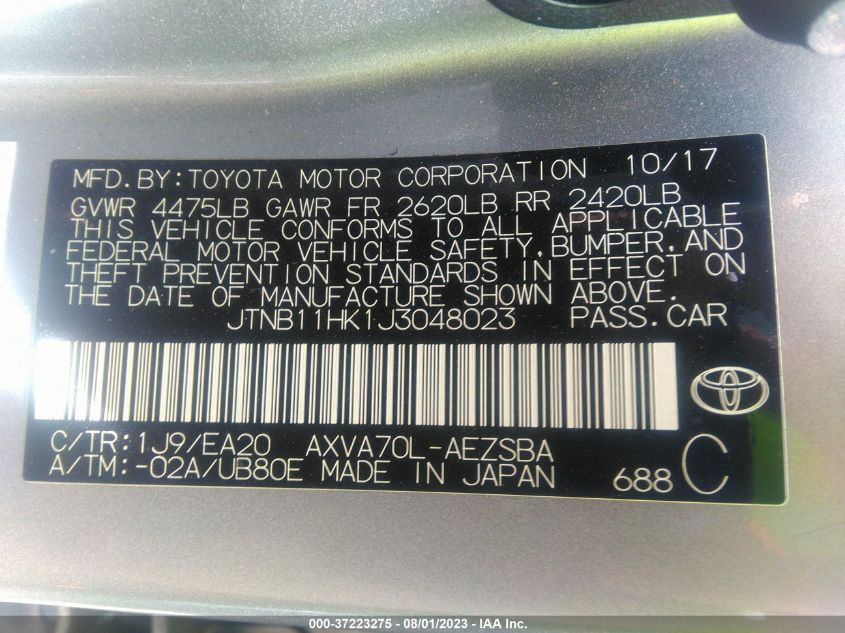 MFD.BY:TOYOTA MOTOR CORPORATION 10/17
GVWR 4475LB GAWR FR 2620LB RR 2420LB
THIS VEHICLE CONFORMS TO ALL APPLICABLE
FEDERAL MOTOR VEHICLE SAFETY,BUMPER,AND
THEFT PREVENTION STANDARDS IN EFFECT ON
THE DATE OF MANUFACTURE SHOWN ABOVE.
JTNB11HK1J3048023 PASS.CAR
C/TR:1J9/EA20 AXVA70L-AEZSBA
A/TM:-02A/UB80E MADE IN JAPAN 688 C
000-37223275 - 08/01/2023 - IAA Inc.